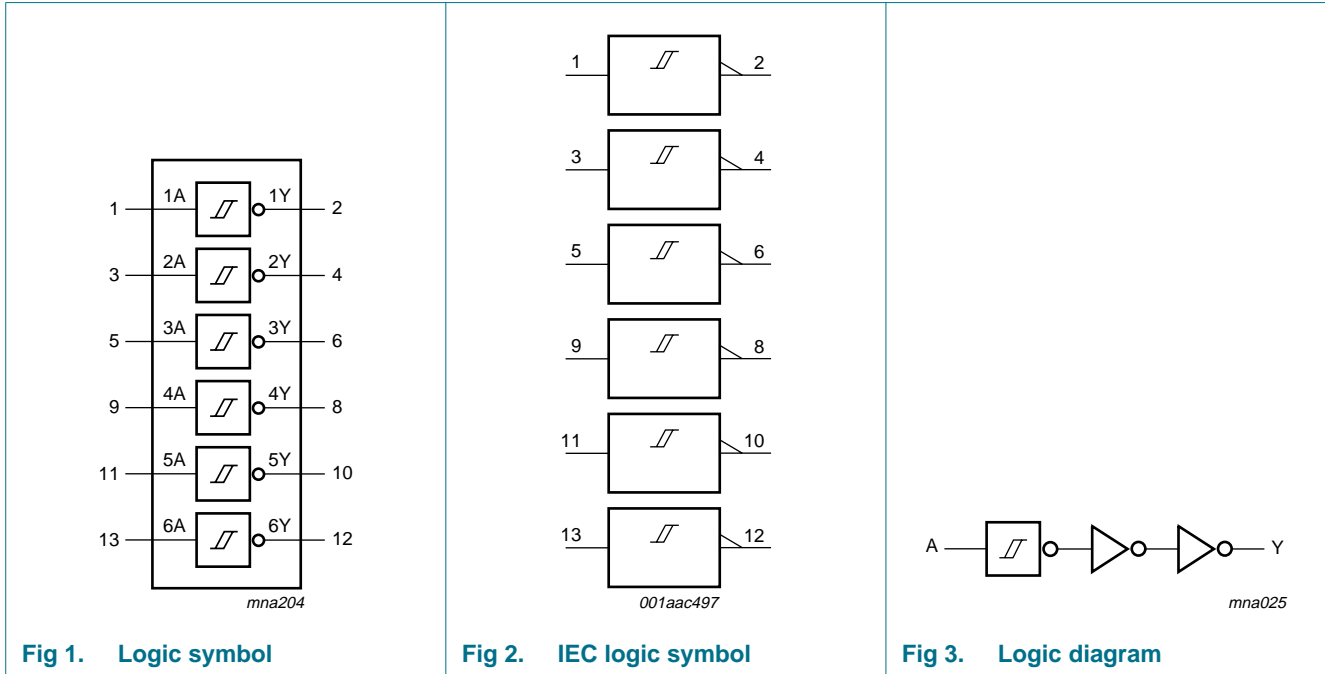 1 1A 1Y 2
3 2A 2Y 4
5 3A 3Y 6
9 4A 4Y 8
11 5A 5Y 10
13 6A 6Y 12
mna204
Fig 1. Logic symbol
1 2
3 4
5 6
9 8
11 10
13 12
001aac497
Fig 2. IEC logic symbol
A Y
mna025
Fig 3. Logic diagram